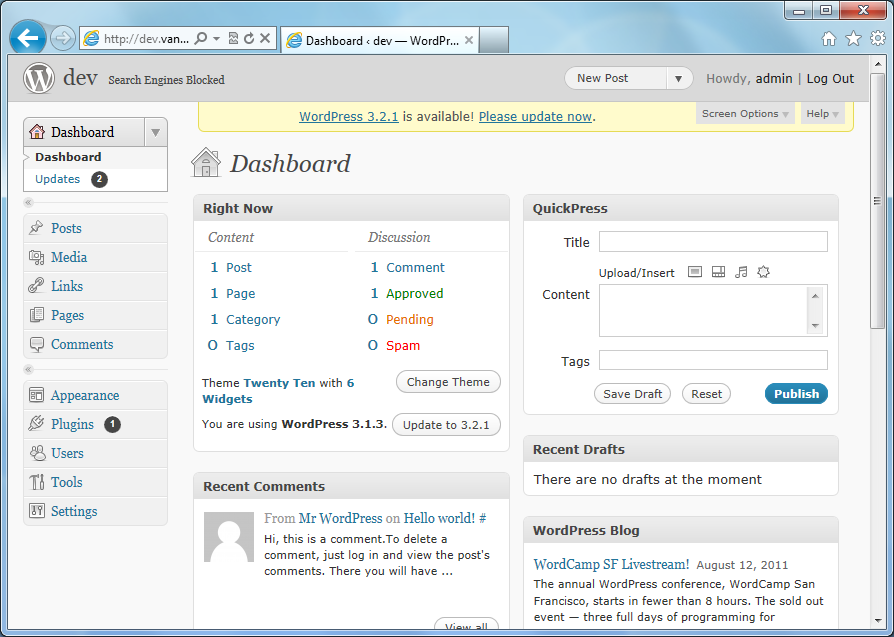 http://dev.van...
Dashboard ‹ dev — WordPr...
dev Search Engines Blocked
New Post
Howdy, admin | Log Out
WordPress 3.2.1 is available! Please update now.
Screen Options
Help
Dashboard
Dashboard
Updates 2
Posts
Media
Links
Pages
Comments
Appearance
Plugins 1
Users
Tools
Settings
Dashboard
Right Now
Content Discussion
1 Post 1 Comment
1 Page 1 Approved
1 Category 0 Pending
0 Tags 0 Spam
Theme Twenty Ten with 6
Widgets
Change Theme
You are using WordPress 3.1.3. Update to 3.2.1
Recent Comments
From Mr WordPress on Hello world! #
Hi, this is a comment.To delete a
comment, just log in and view the post's
comments. There you will have ...
View all
QuickPress
Title
Upload/Insert
Content
Tags
Save Draft Reset Publish
Recent Drafts
There are no drafts at the moment
WordPress Blog
WordCamp SF Livestream! August 12, 2011
The annual WordPress conference, WordCamp San
Francisco, starts in fewer than 8 hours. The sold out
event — three full days of programming for